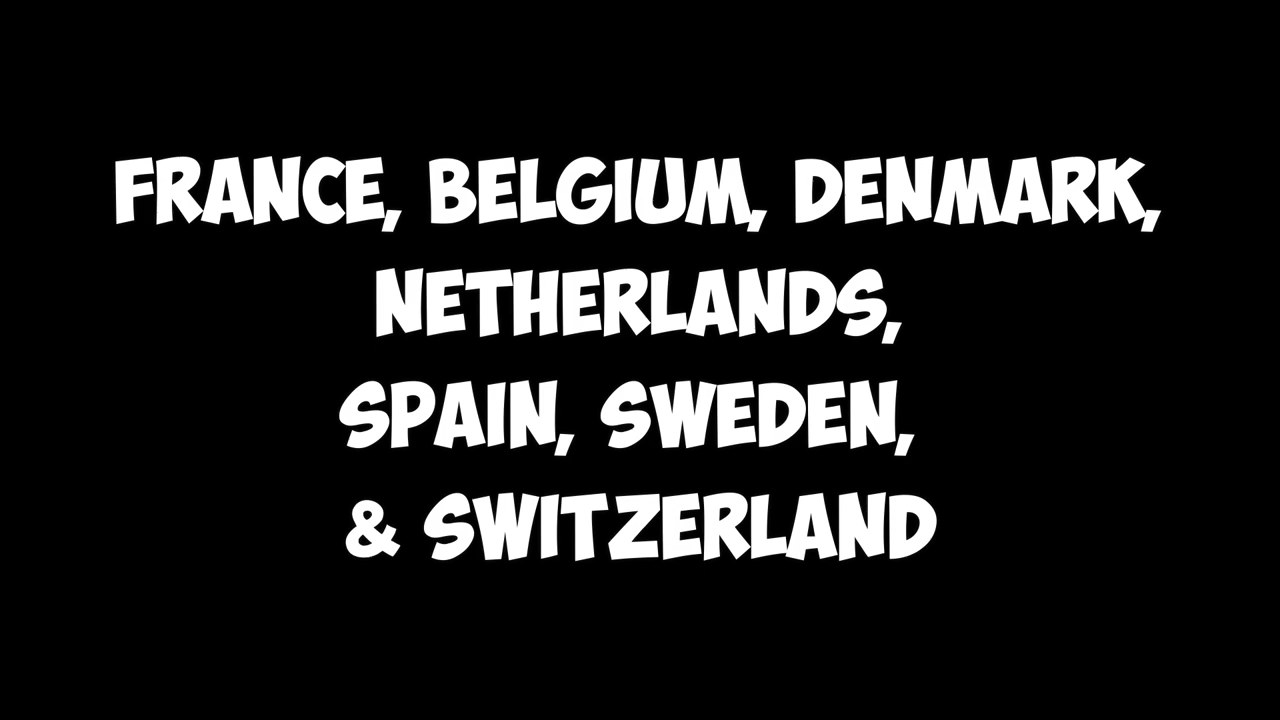 FRANCE, BELGIUM, DENMARK,
NETHERLANDS,
SPAIN, SWEDEN,
& SWITZERLAND